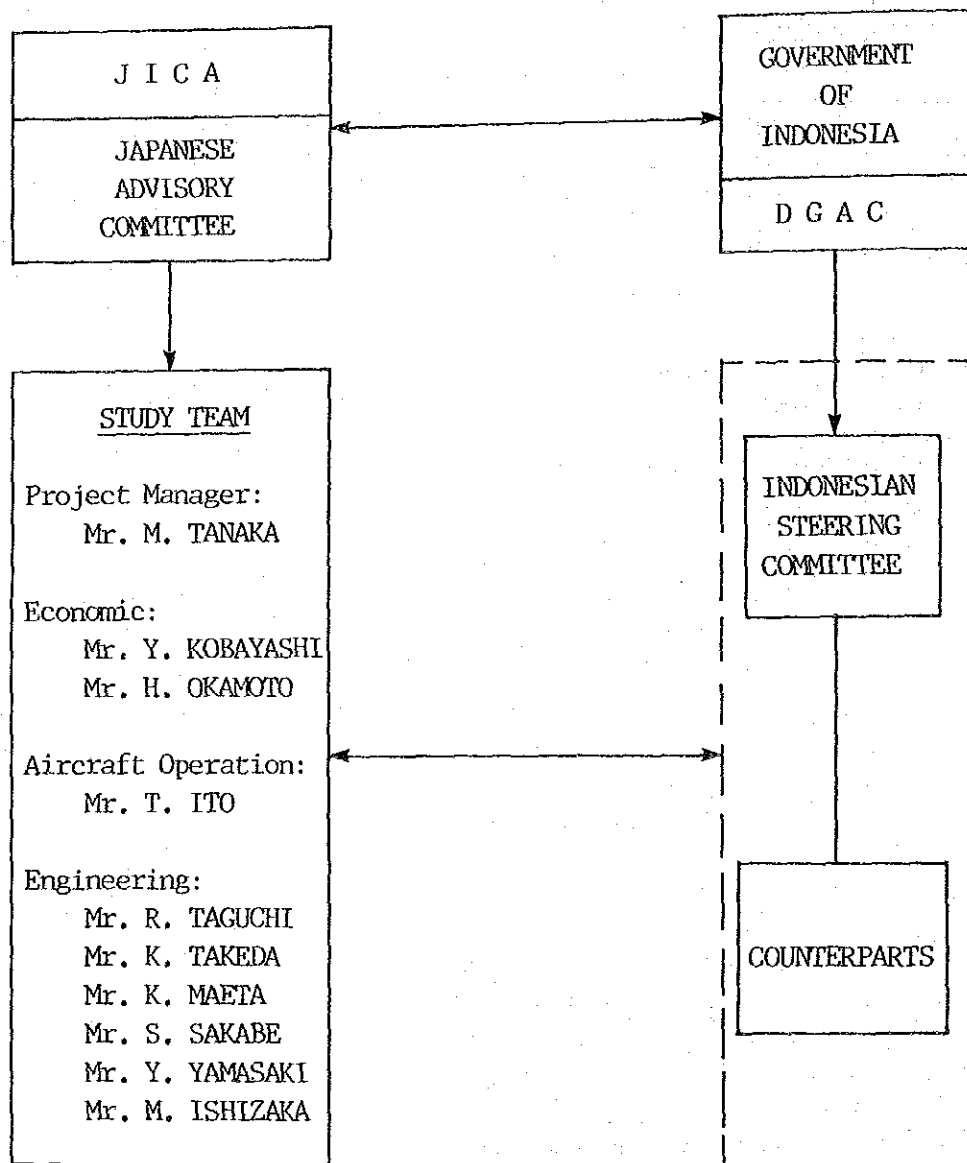 J I C A
JAPANESE
ADVISORY
COMMITTEE
GOVERNMENT
OF
INDONESIA
D G A C
STUDY TEAM
Project Manager:
Mr. M. TANAKA
Economic:
Mr. Y. KOBAYASHI
Mr. H. OKAMOTO
Aircraft Operation:
Mr. T. ITO
Engineering:
Mr. R. TAGUCHI
Mr. K. TAKEDA
Mr. K. MAETA
Mr. S. SAKABE
Mr. Y. YAMASAKI
Mr. M. ISHIZAKA
INDONESIAN
STEERING
COMMITTEE
COUNTERPARTS